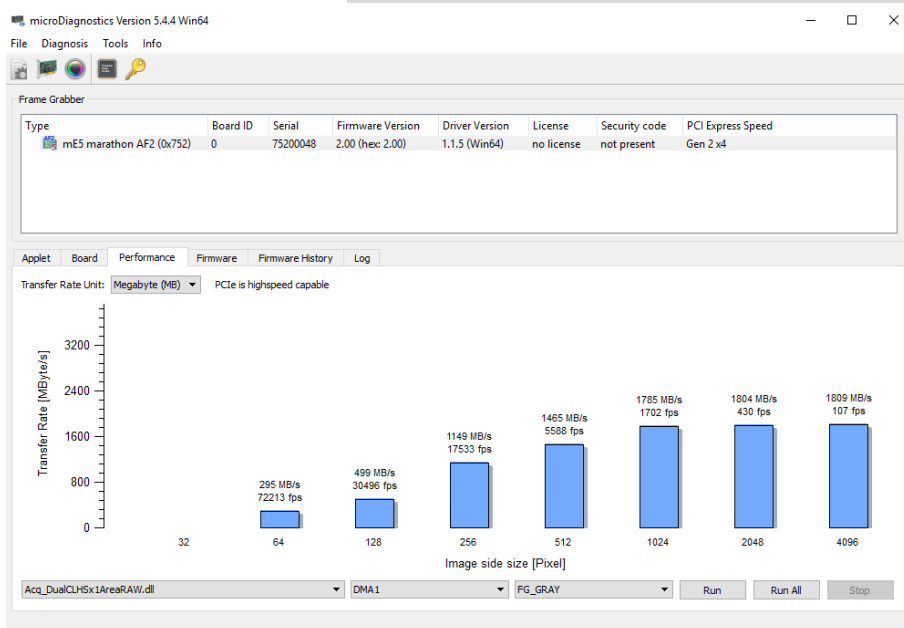 microDiagnostics Version 5.4.4 Win64
File Diagnosis Tools Info
Frame Grabber
Type Board ID Serial Firmware Version Driver Version License Security code PCI Express Speed
mE5 marathon AF2 (0x752) 0 75200048 2.00 (hex: 2.00) 1.1.5 (Win64) no license not present Gen 2 x4
Applet Board Performance Firmware Firmware History Log
Transfer Rate Unit: Megabyte (MB) PCIe is highspeed capable
Transfer Rate [MByte/s]
3200
2400
1600
800
0
295 MB/s
72213 fps
499 MB/s
30496 fps
1149 MB/s
17533 fps
1465 MB/s
5588 fps
1785 MB/s
1702 fps
1804 MB/s
430 fps
1809 MB/s
107 fps
32 64 128 256 512 1024 2048 4096
Image side size [Pixel]
Acq_DualCLHSx1AreaRAW.dll DMA1 FG_GRAY Run Run All Stop